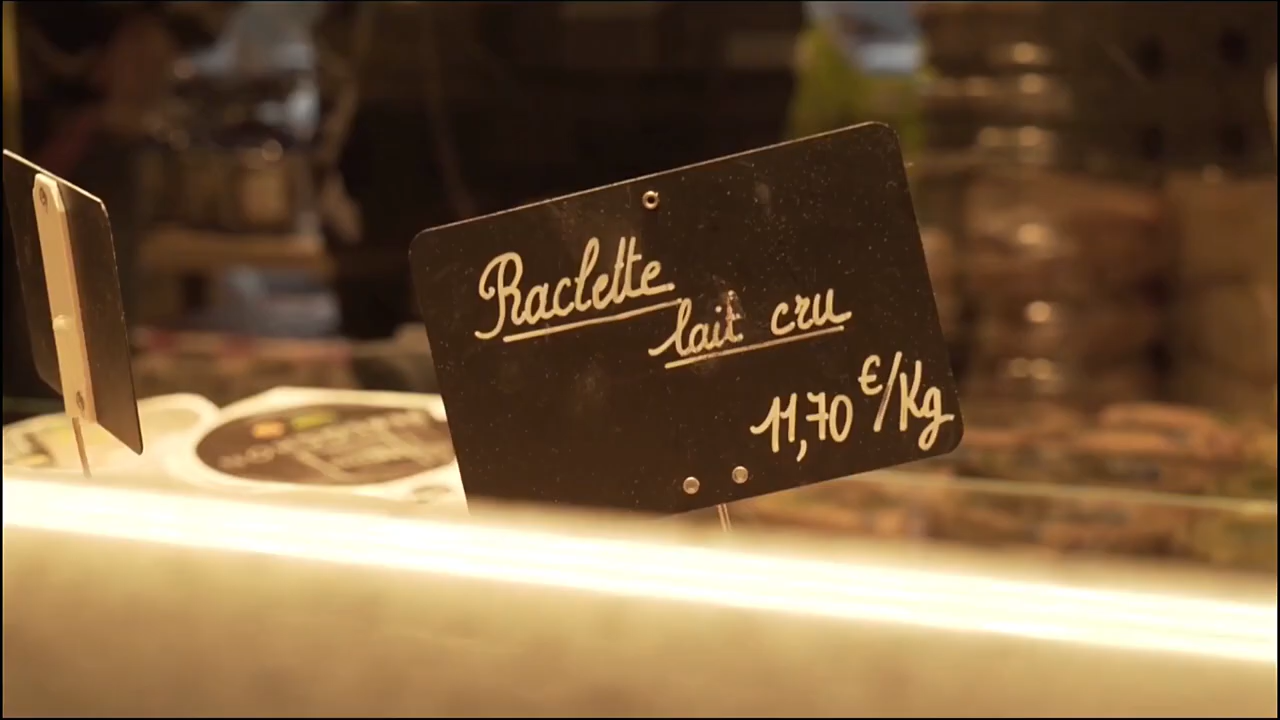 Raclette
lait cru
11,70 €/Kg